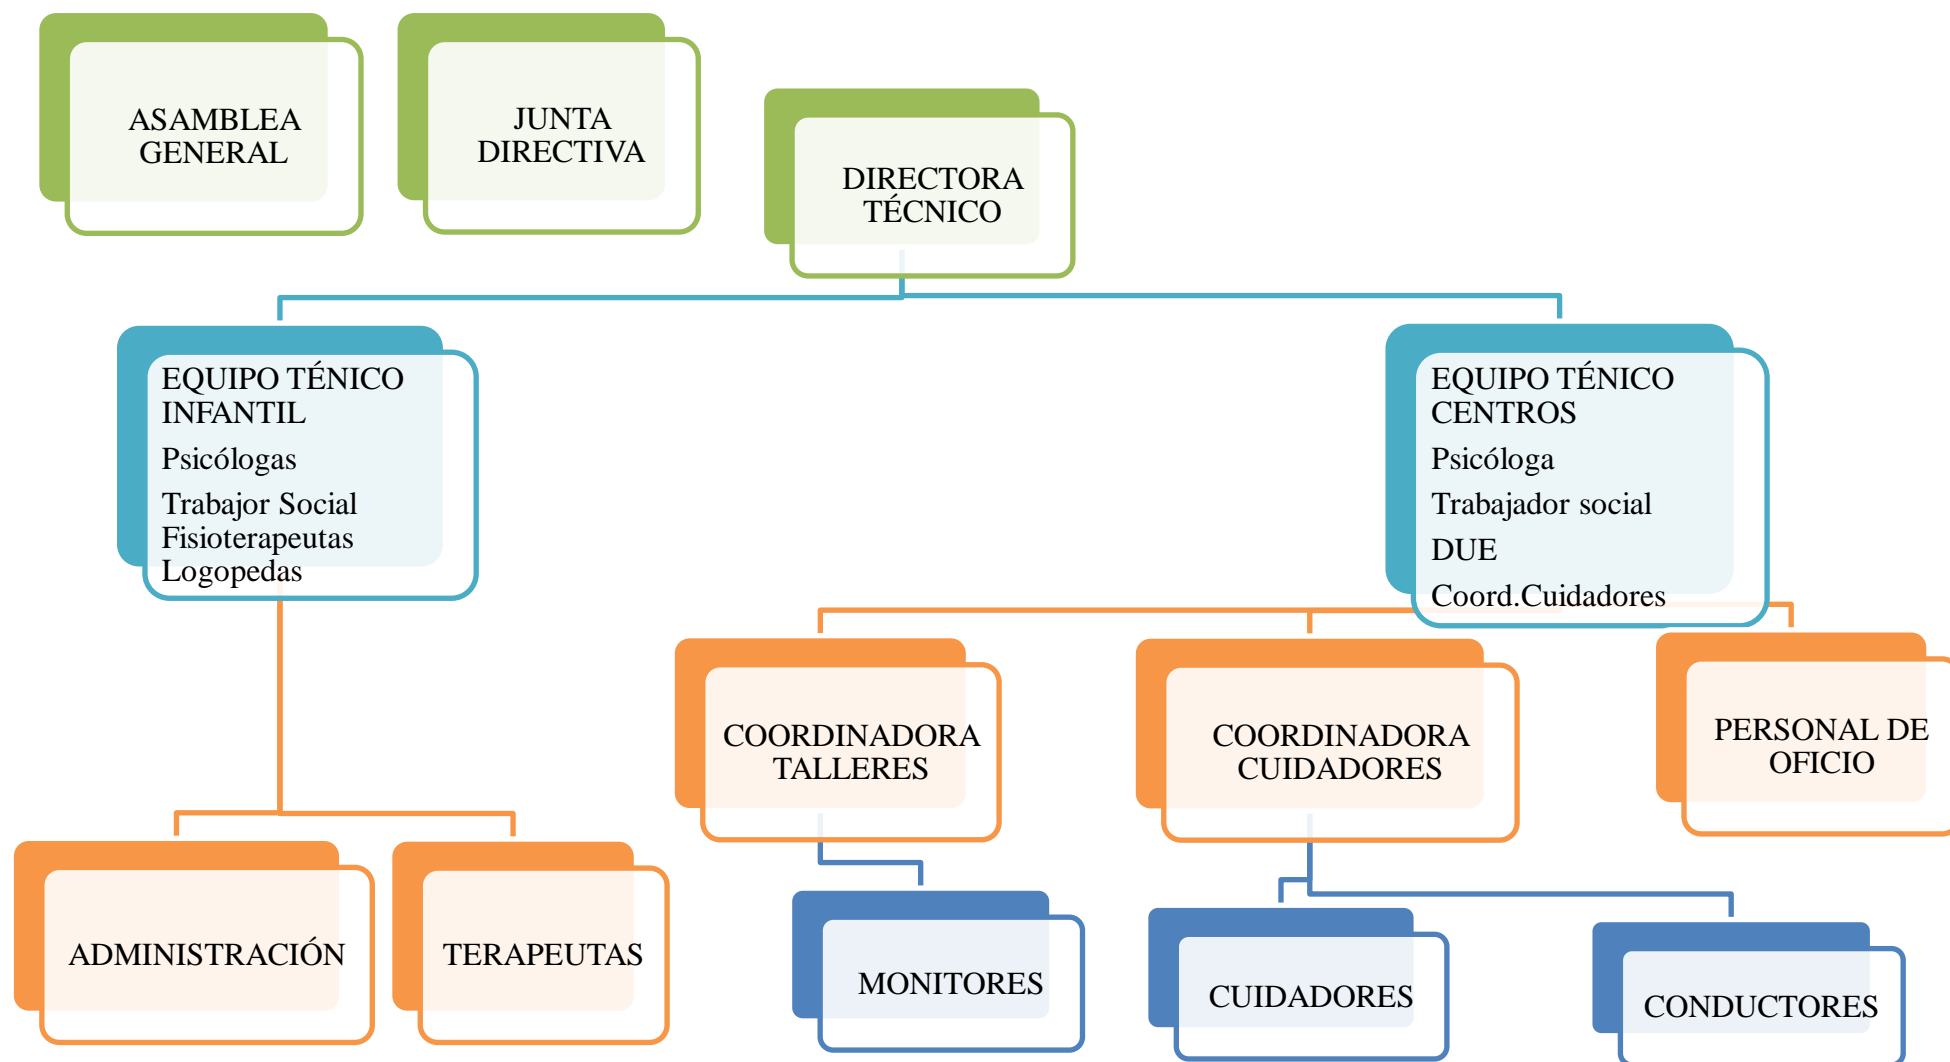 ASAMBLEA
GENERAL
JUNTA
DIRECTIVA
DIRECTORA
TÉCNICO
EQUIPO TÉNICO
INFANTIL
Psicólogas
Trabajor Social
Fisioterapeutas
Logopedas
EQUIPO TÉNICO
CENTROS
Psicóloga
Trabajador social
DUE
Coord.Cuidadores
COORDINADORA
TALLERES
COORDINADORA
CUIDADORES
PERSONAL DE
OFICIO
ADMINISTRACIÓN
TERAPEUTAS
MONITORES
CUIDADORES
CONDUCTORES